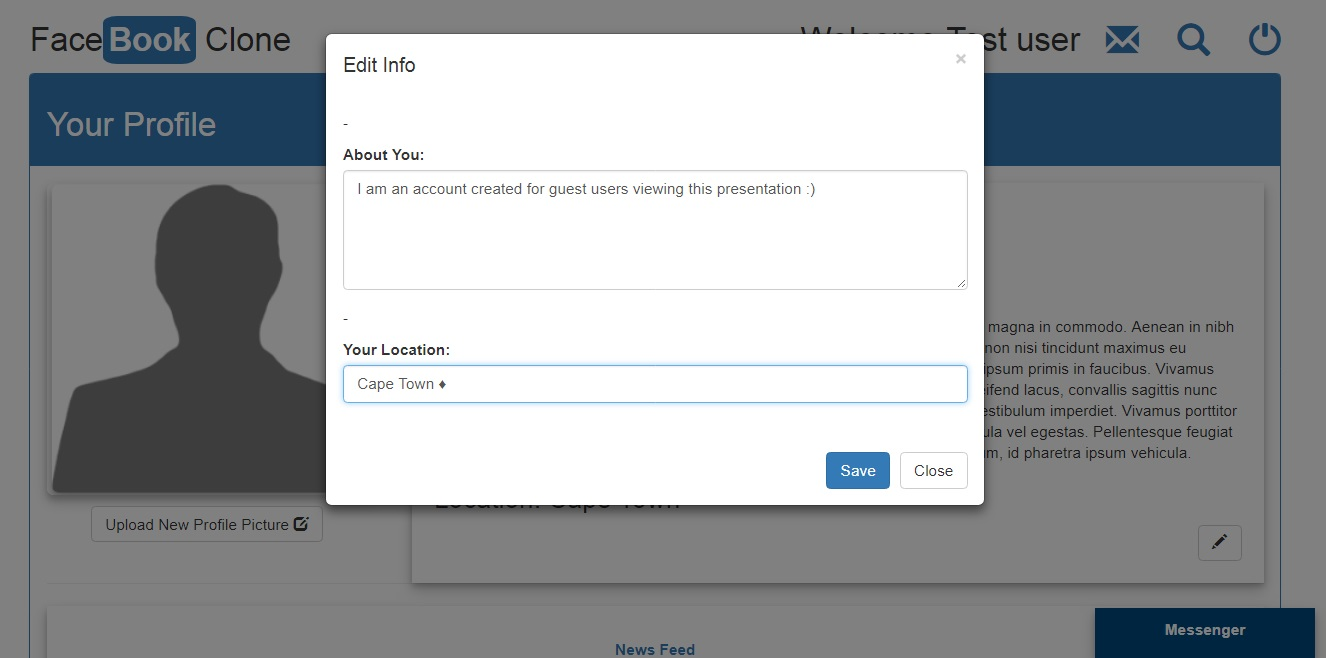 FaceBook Clone
Welcome Test user
Edit Info
×
Your Profile
-
About You:
I am an account created for guest users viewing this presentation :)
-
Your Location:
Cape Town ♦
Save Close
magna in commodo. Aenean in nibh
non nisi tincidunt maximus eu
ipsum primis in faucibus. Vivamus
eifend lacus, convallis sagittis nunc
estibulum imperdiet. Vivamus porttitor
ula vel egestas. Pellentesque feugiat
m, id pharetra ipsum vehicula.
Location: Cape Town
Upload New Profile Picture
News Feed
Messenger